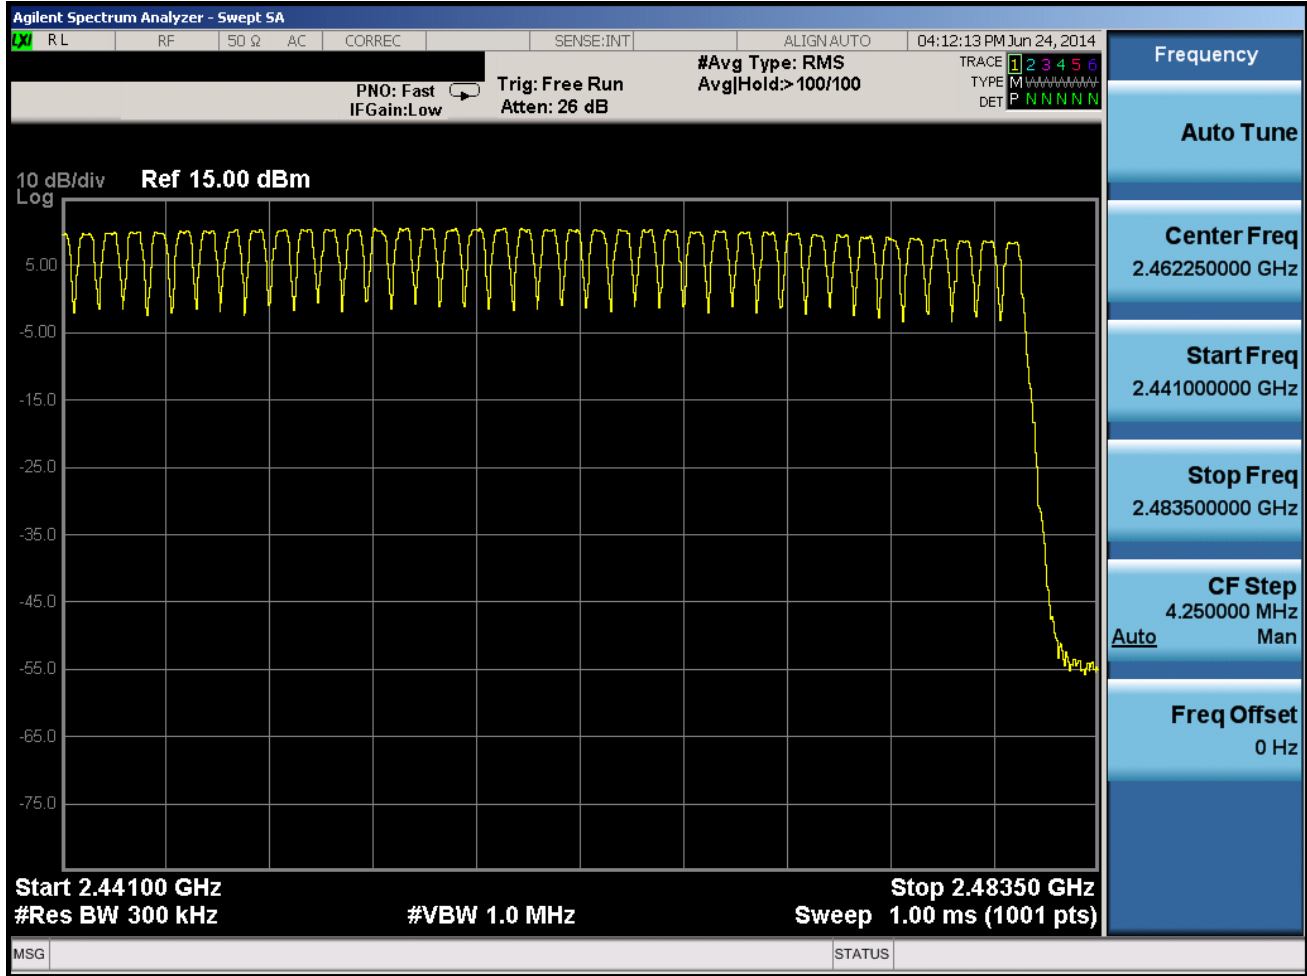 Agilent Spectrum Analyzer - Swept SA
LXI RL RF 50 Ω AC CORREC SENSE:INT ALIGN AUTO 04:12:13 PM Jun 24, 2014
PNO: Fast
IFGain:Low
Trig: Free Run
Atten: 26 dB
#Avg Type: RMS
Avg|Hold:>100/100
TRACE 1 2 3 4 5 6
TYPE M WWWWW
DET P N N N N N
10 dB/div
Log
Ref 15.00 dBm
5.00
-5.00
-15.0
-25.0
-35.0
-45.0
-55.0
-65.0
-75.0
Start 2.44100 GHz Stop 2.48350 GHz
#Res BW 300 kHz #VBW 1.0 MHz Sweep 1.00 ms (1001 pts)
MSG STATUS
Frequency
Auto Tune
Center Freq
2.462250000 GHz
Start Freq
2.441000000 GHz
Stop Freq
2.483500000 GHz
CF Step
4.250000 MHz
Auto Man
Freq Offset
0 Hz